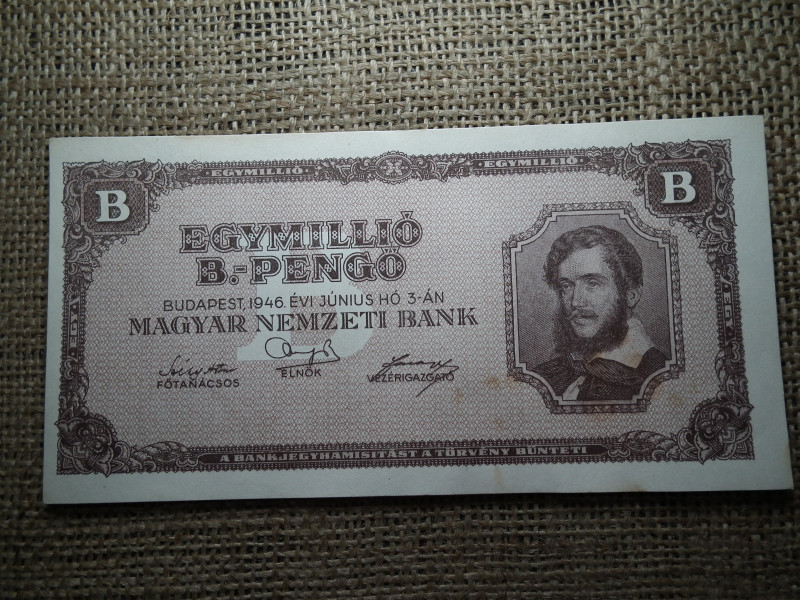 EGYMILLIÓ EGYMILLIÓ
B B
EGYMILLIÓ
B.-PENGŐ
BUDAPEST, 1946. ÉVI JÚNIUS HÓ 3-ÁN
MAGYAR NEMZETI BANK
FŐTANÁCSOS ELNÖK VEZÉRIGAZGATÓ
A BANKJEGYHAMISÍTÁST A TÖRVÉNY BÜNTETI